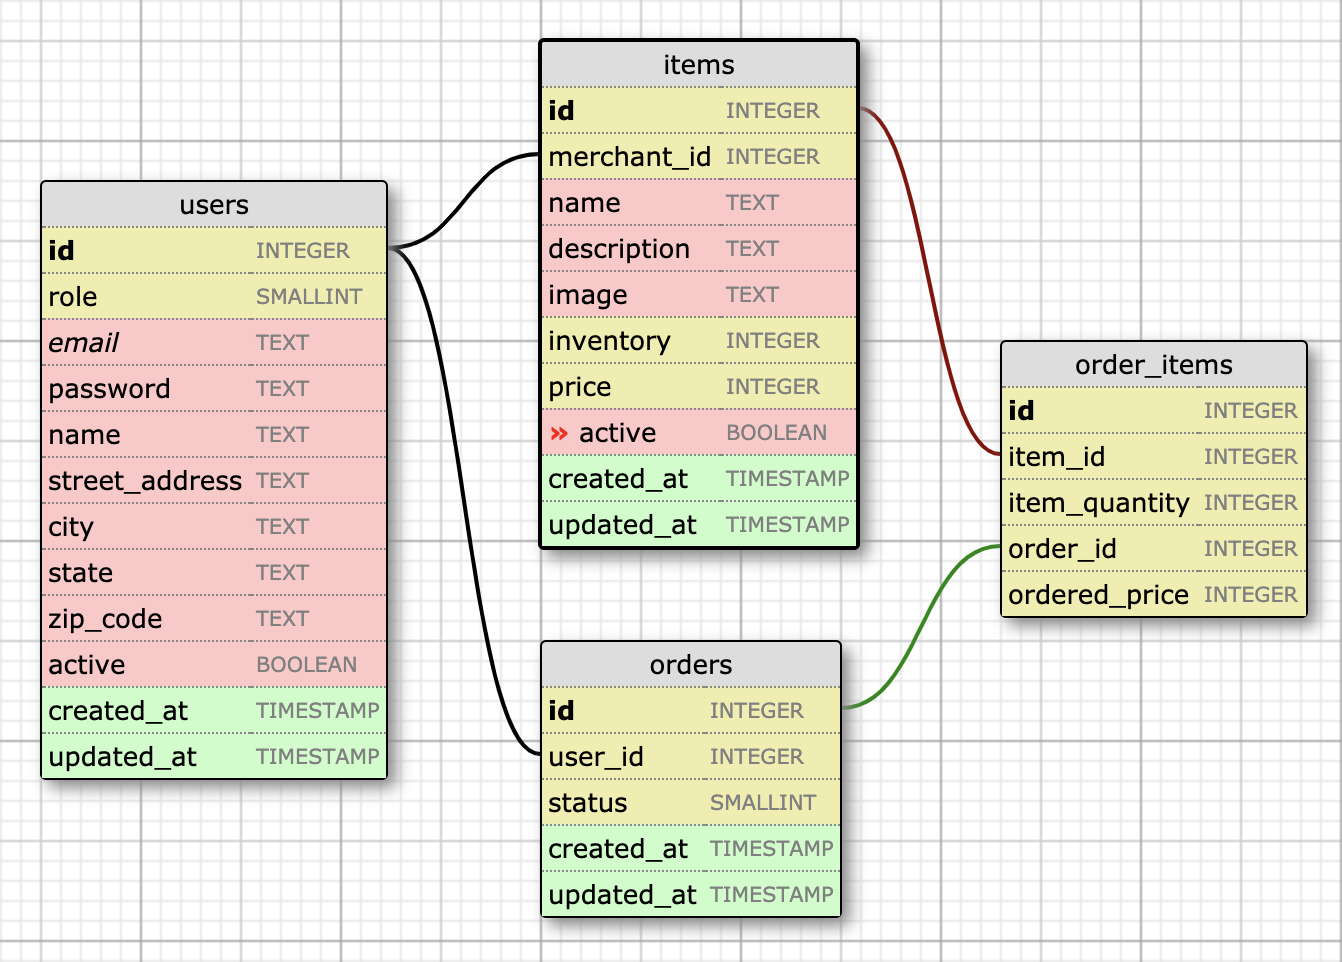 users
id INTEGER
role SMALLINT
email TEXT
password TEXT
name TEXT
street_address TEXT
city TEXT
state TEXT
zip_code TEXT
active BOOLEAN
created_at TIMESTAMP
updated_at TIMESTAMP
items
id INTEGER
merchant_id INTEGER
name TEXT
description TEXT
image TEXT
inventory INTEGER
price INTEGER
» active BOOLEAN
created_at TIMESTAMP
updated_at TIMESTAMP
orders
id INTEGER
user_id INTEGER
status SMALLINT
created_at TIMESTAMP
updated_at TIMESTAMP
order_items
id INTEGER
item_id INTEGER
item_quantity INTEGER
order_id INTEGER
ordered_price INTEGER